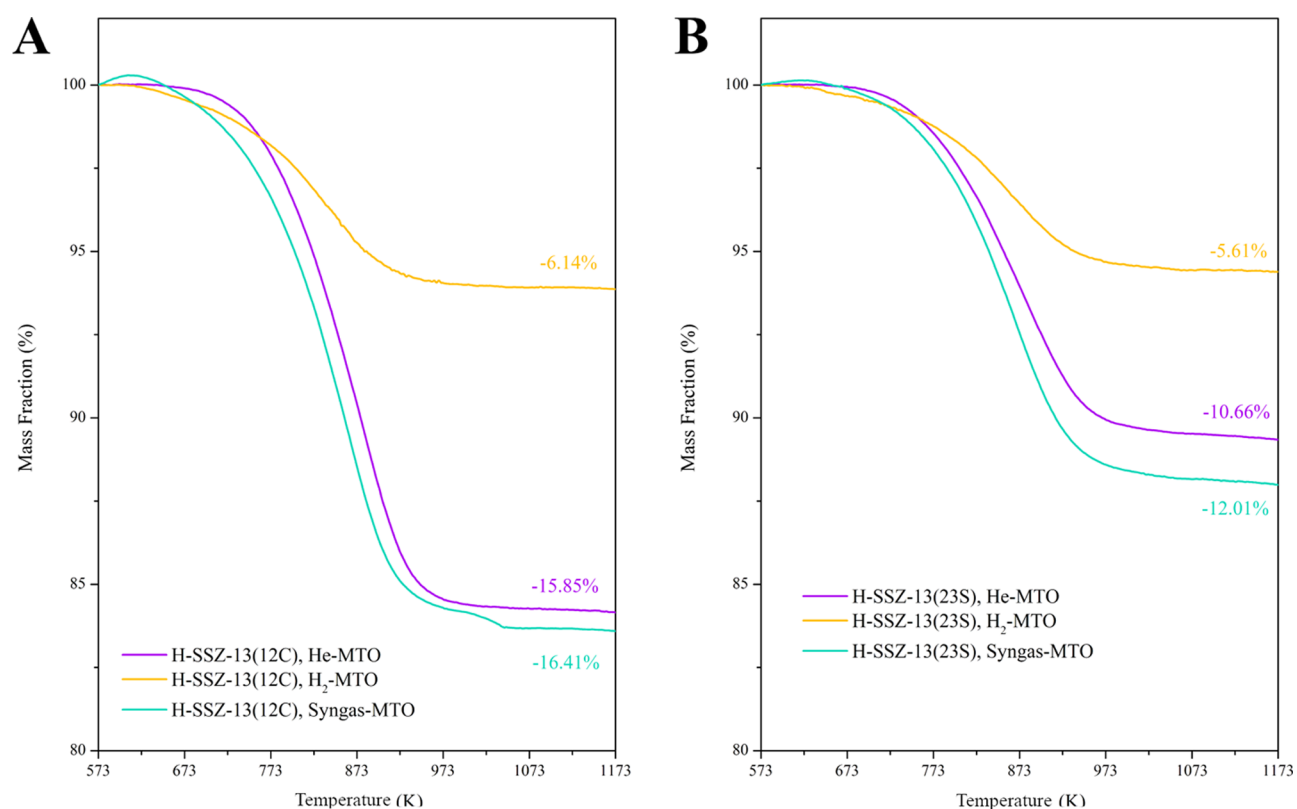 A
100
95
90
85
80
573
673
773
873
973
1073
1173
Mass Fraction (%)
Temperature (K)
-6.14%
-15.85%
-16.41%
H-SSZ-13(12C), He-MTO
H₂-SSZ-13(12C), H₂-MTO
H-SSZ-13(12C), Syngas-MTO
B
100
95
90
85
80
573
673
773
873
973
1073
1173
Mass Fraction (%)
Temperature (K)
-5.61%
-10.66%
-12.01%
H-SSZ-13(23S), He-MTO
H-SSZ-13(23S), H₂-MTO
H-SSZ-13(23S), Syngas-MTO